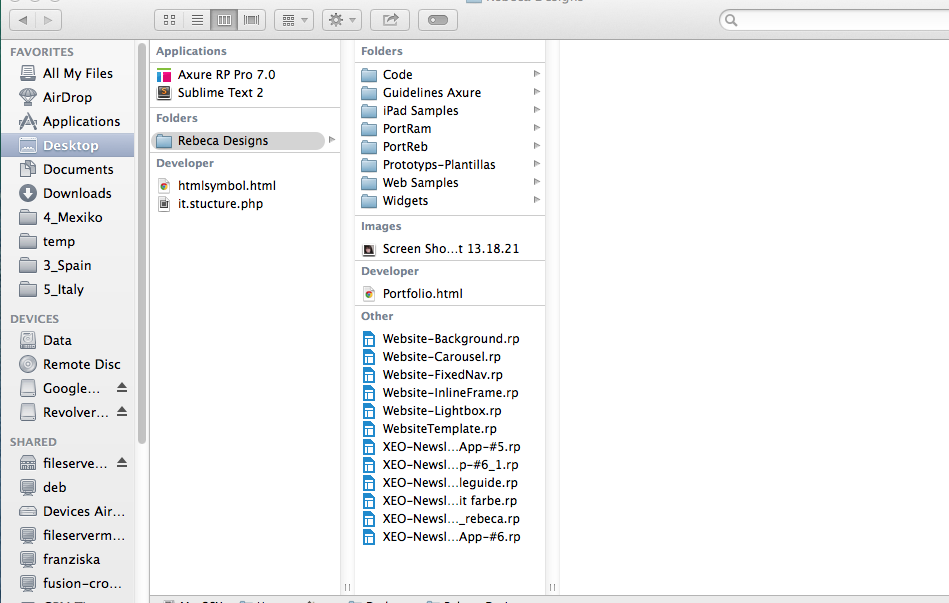 Rebeca Designs
FAVORITES
All My Files
AirDrop
Applications
Desktop
Documents
Downloads
4_Mexiko
temp
3_Spain
5_Italy
DEVICES
Data
Remote Disc
Google...
Revolver...
SHARED
fileserve...
deb
Devices Air...
fileserverm...
franziska
fusion-cro...
Applications
Axure RP Pro 7.0
Sublime Text 2
Folders
Rebeca Designs
Developer
htmlsymbol.html
it.stucture.php
Folders
Code
Guidelines Axure
iPad Samples
PortRam
PortReb
Prototyps-Plantillas
Web Samples
Widgets
Images
Screen Sho...t 13.18.21
Developer
Portfolio.html
Other
Website-Background.rp
Website-Carousel.rp
Website-FixedNav.rp
Website-InlineFrame.rp
Website-Lightbox.rp
WebsiteTemplate.rp
XEO-Newsl...App-#5.rp
XEO-Newsl...p-#6_1.rp
XEO-Newsl...leguide.rp
XEO-Newsl...it farbe.rp
XEO-Newsl..._rebeca.rp
XEO-Newsl...App-#6.rp